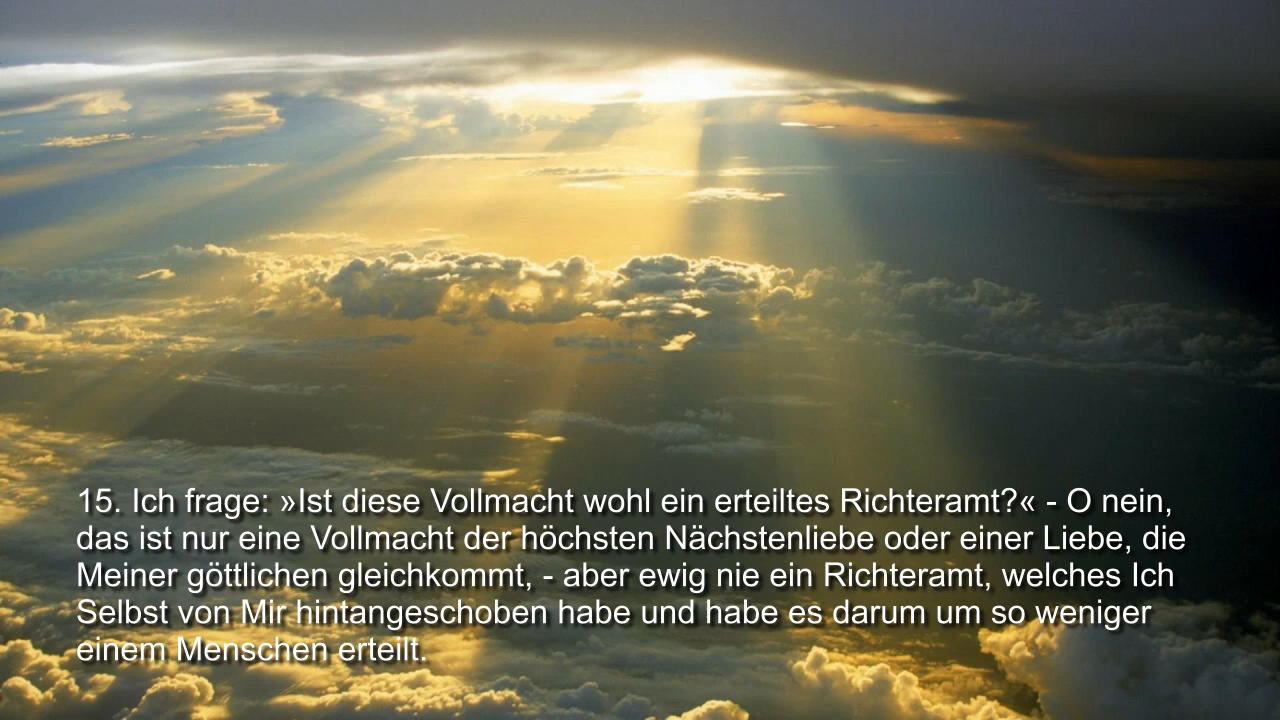 15. Ich frage: »Ist diese Vollmacht wohl ein erteiltes Richteramt?« - O nein,
das ist nur eine Vollmacht der höchsten Nächstenliebe oder einer Liebe, die
Meiner göttlichen gleichkommt, - aber ewig nie ein Richteramt, welches Ich
Selbst von Mir hintangeschoben habe und habe es darum um so weniger
einem Menschen erteilt.